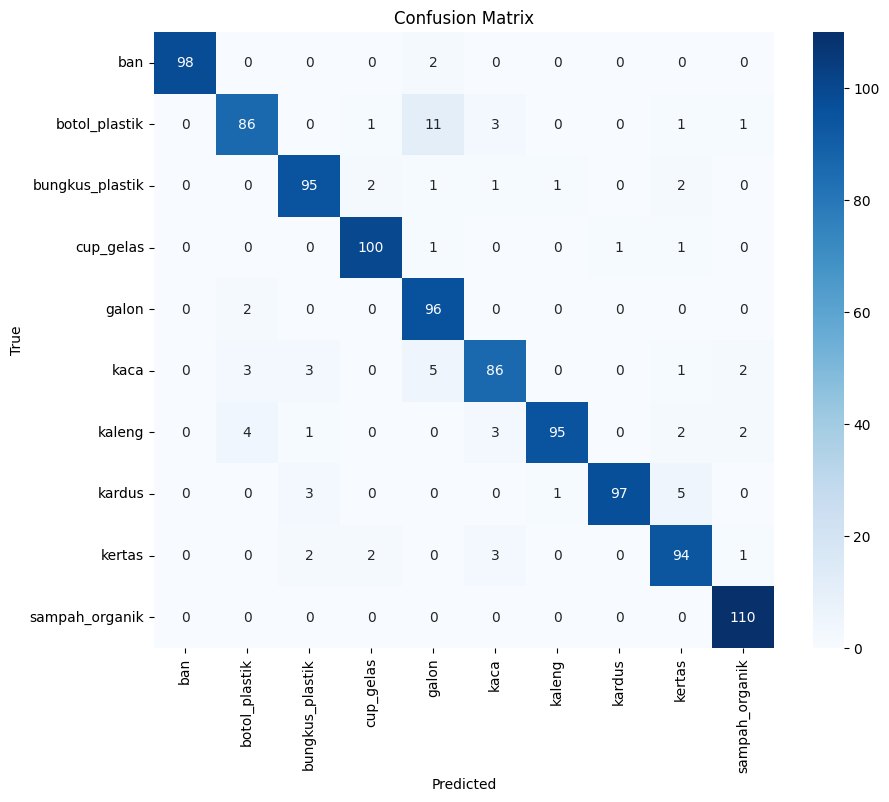 Confusion Matrix
ban 98 0 0 0 2 0 0 0 0 0
botol_plastik 0 86 0 1 11 3 0 0 1 1
bungkus_plastik 0 0 95 2 1 1 1 0 2 0
cup_gelas 0 0 0 100 1 0 0 1 1 0
galon 0 2 0 0 96 0 0 0 0 0
kaca 0 3 3 0 5 86 0 0 1 2
kaleng 0 4 1 0 0 3 95 0 2 2
kardus 0 0 3 0 0 0 1 97 5 0
kertas 0 0 2 2 0 3 0 0 94 1
sampah_organik 0 0 0 0 0 0 0 0 0 110
True
ban botol_plastik bungkus_plastik cup_gelas galon kaca kaleng kardus kertas sampah_organik
Predicted
100
80
60
40
20
0